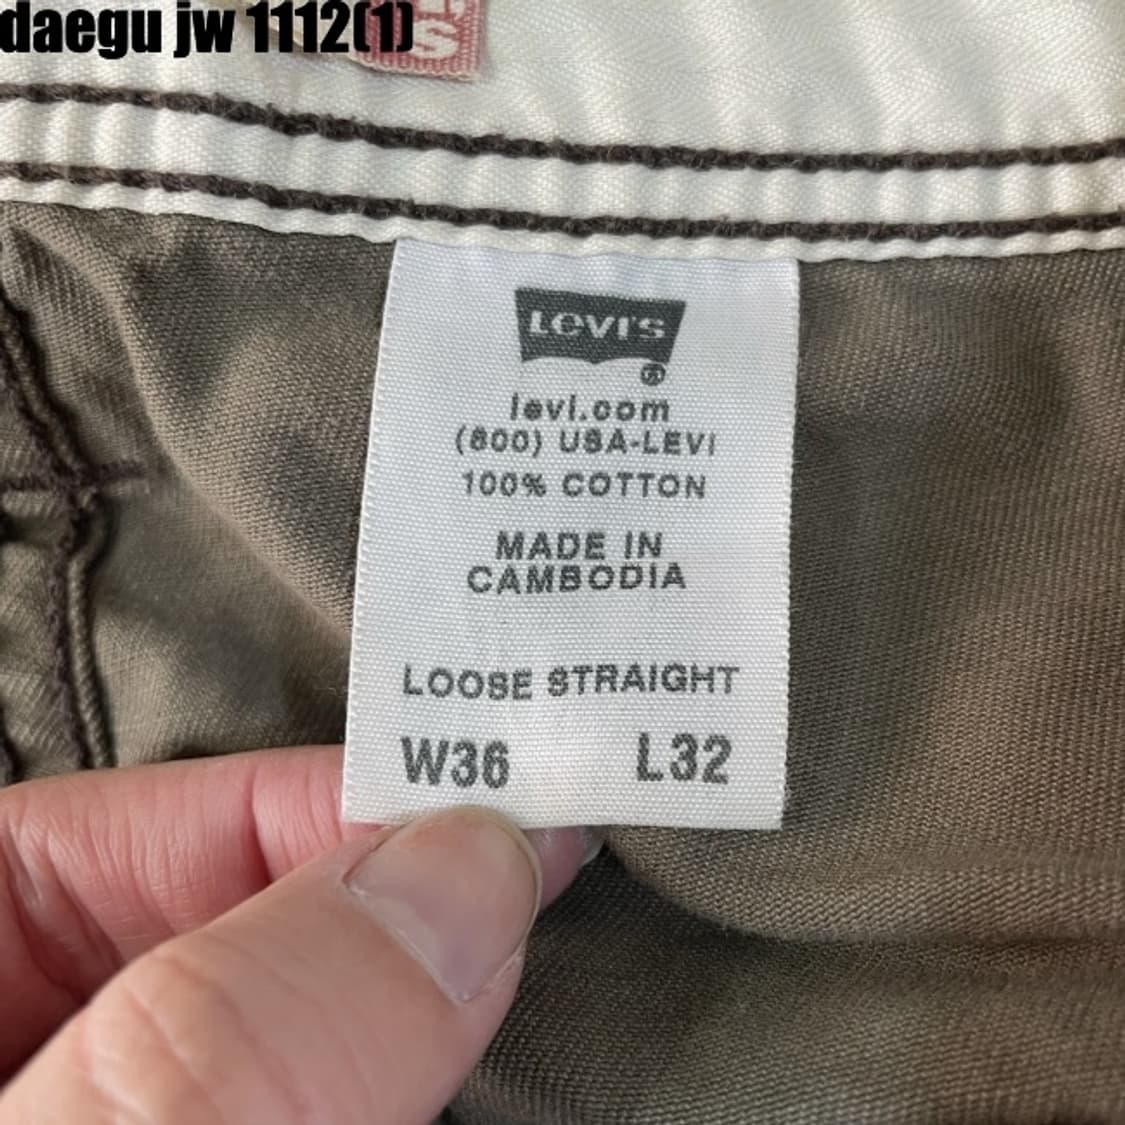 daegu jw 1112(1)
S
LEVI'S
®
levi.com
(800) USA-LEVI
100% COTTON
MADE IN
CAMBODIA
LOOSE STRAIGHT
W36 L32